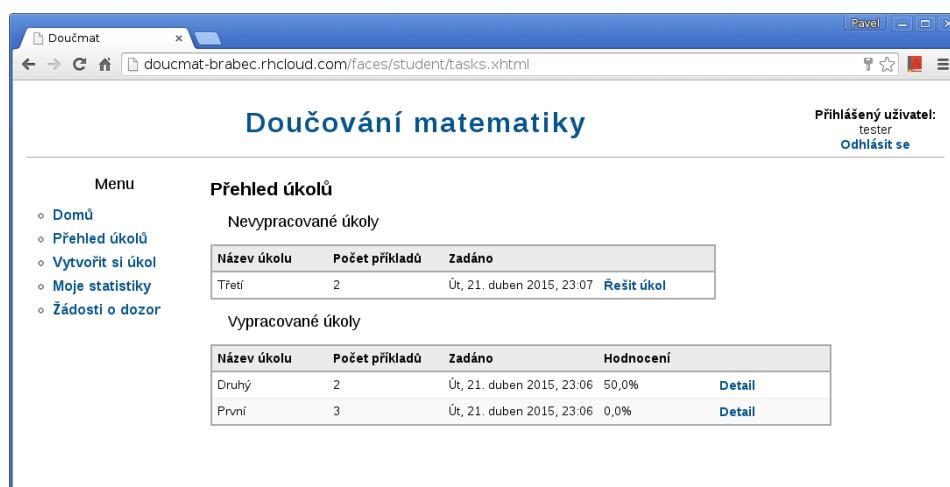 Pavel
Doučmat
doucmat-brabec.rhcloud.com/faces/student/tasks.xhtml
Doučování matematiky
Přihlášený uživatel:
tester
Odhlásit se
Menu
Domů
Přehled úkolů
Vytvořit si úkol
Moje statistiky
Žádosti o dozor
Přehled úkolů
Nevypracované úkoly
Název úkolu Počet příkladů Zadáno
Třetí 2 Út, 21. duben 2015, 23:07 Řešit úkol
Vypracované úkoly
Název úkolu Počet příkladů Zadáno Hodnocení
Druhý 2 Út, 21. duben 2015, 23:06 50,0% Detail
První 3 Út, 21. duben 2015, 23:06 0,0% Detail